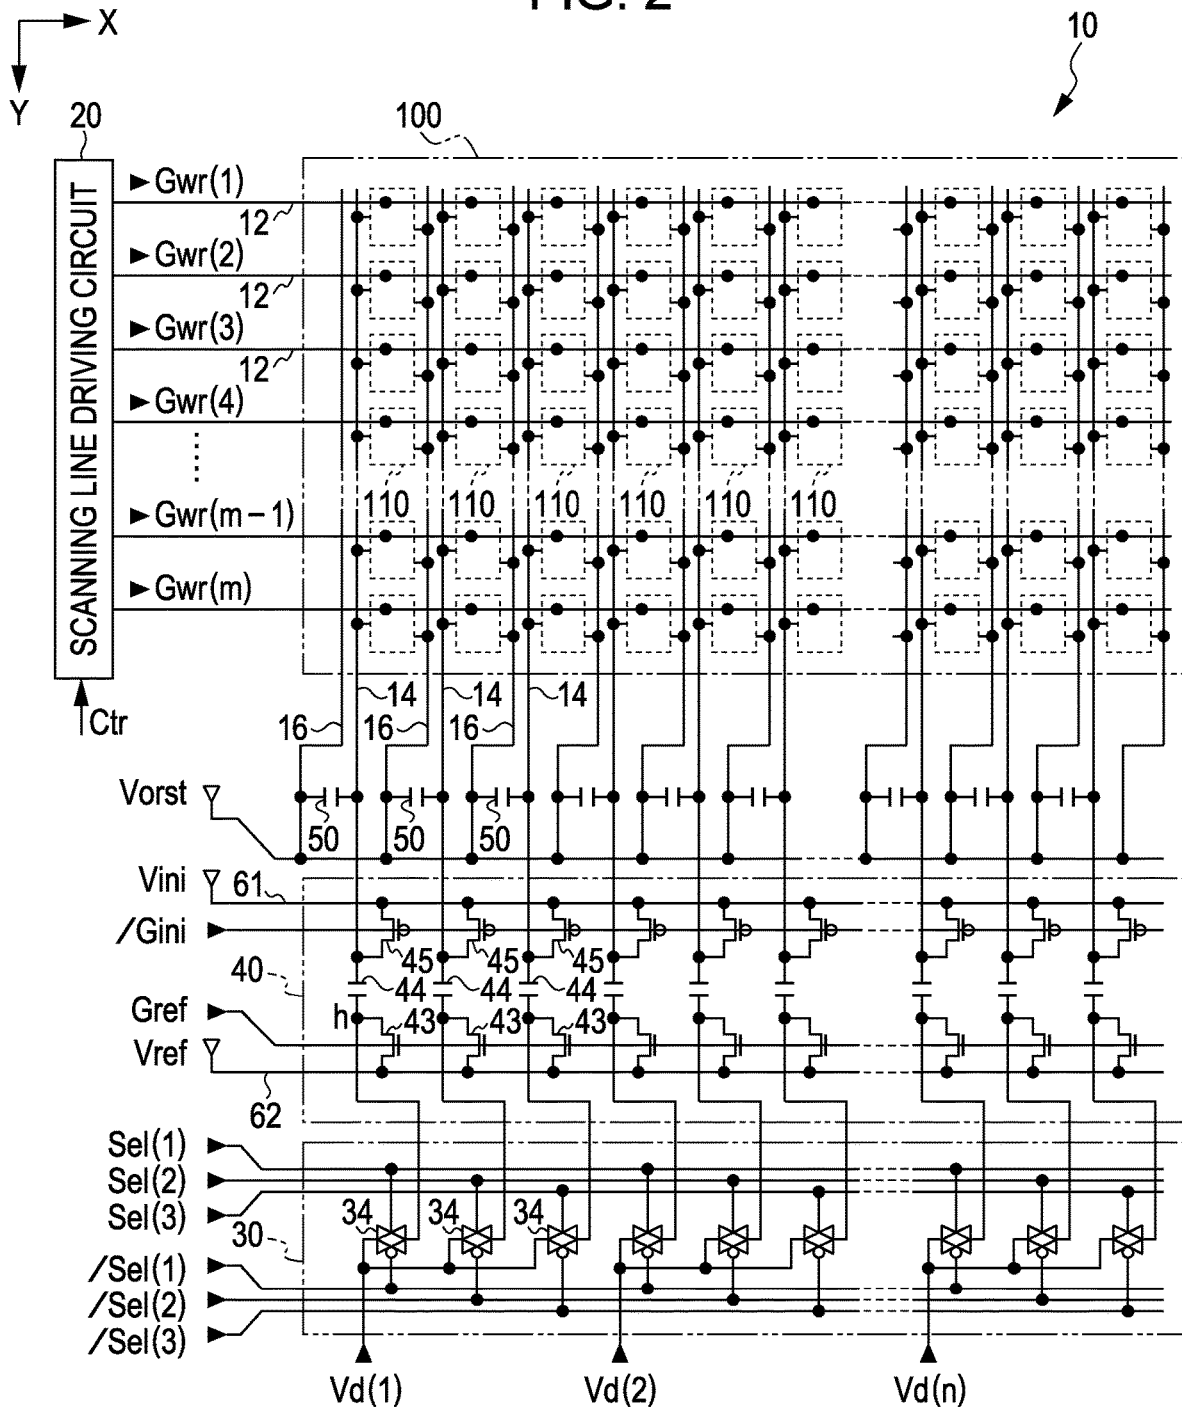 FIG. 2
X
Y
10
20
100
SCANNING LINE DRIVING CIRCUIT
Gwr(1)
12
Gwr(2)
12
Gwr(3)
12
Gwr(4)
110 110 110 110 110 110
Gwr(m-1)
Gwr(m)
14 14 14
Ctr
16 16 16
Vorst
50 50 50
Vini
61
/Gini
45 45 45
40
44 44 44
Gref
h
43 43 43
Vref
62
Sel(1)
Sel(2)
Sel(3)
34 34 34
30
/Sel(1)
/Sel(2)
/Sel(3)
Vd(1) Vd(2) Vd(n)